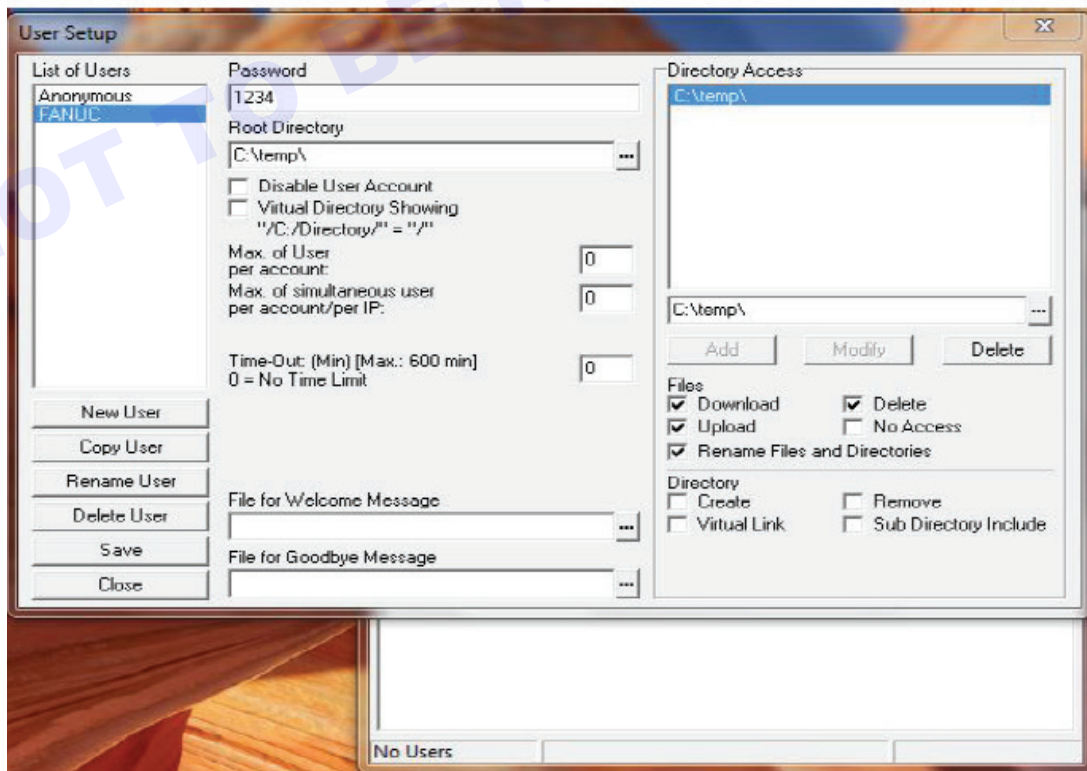 User Setup
List of Users
Anonymous
FANUC
New User
Copy User
Rename User
Delete User
Save
Close
Password
1234
Root Directory
C:\temp\
Disable User Account
Virtual Directory Showing
"/C:/Directory/" = "/"
Max. of User
per account:
0
Max. of simultaneous user
per account/per IP:
0
Time-Out: (Min) [Max.: 600 min]
0 = No Time Limit
0
File for Welcome Message
File for Goodbye Message
Directory Access
C:\temp\
C:\temp\
Add Modify Delete
Files
Download Delete
Upload No Access
Rename Files and Directories
Directory
Create Remove
Virtual Link Sub Directory Include
No Users
NOT TO BE